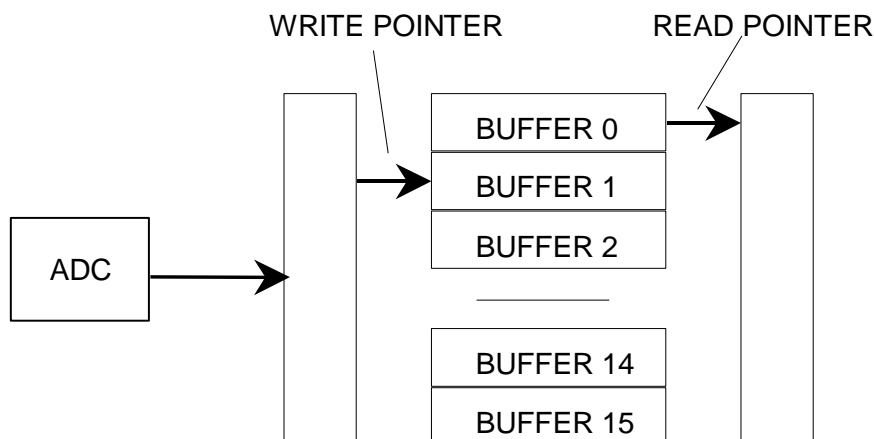 WRITE POINTER
READ POINTER
BUFFER 0
BUFFER 1
BUFFER 2
ADC
BUFFER 14
BUFFER 15